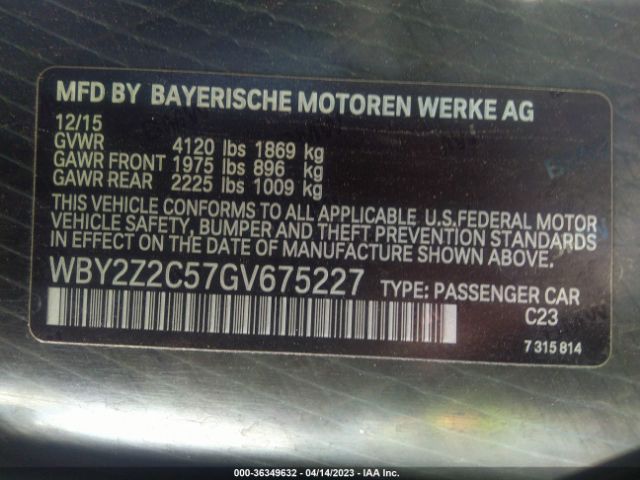 MFD BY BAYERISCHE MOTOREN WERKE AG
12/15
GVWR 4120 lbs 1869 kg
GAWR FRONT 1975 lbs 896 kg
GAWR REAR 2225 lbs 1009 kg
THIS VEHICLE CONFORMS TO ALL APPLICABLE U.S.FEDERAL MOTOR
VEHICLE SAFETY, BUMPER AND THEFT PREVENTION STANDARDS
IN EFFECT ON THE DATE OF MANUFACTURE SHOWN ABOVE.
WBY2Z2C57GV675227 TYPE: PASSENGER CAR
C23
7 315 814
000-36349632 - 04/14/2023 - IAA Inc.